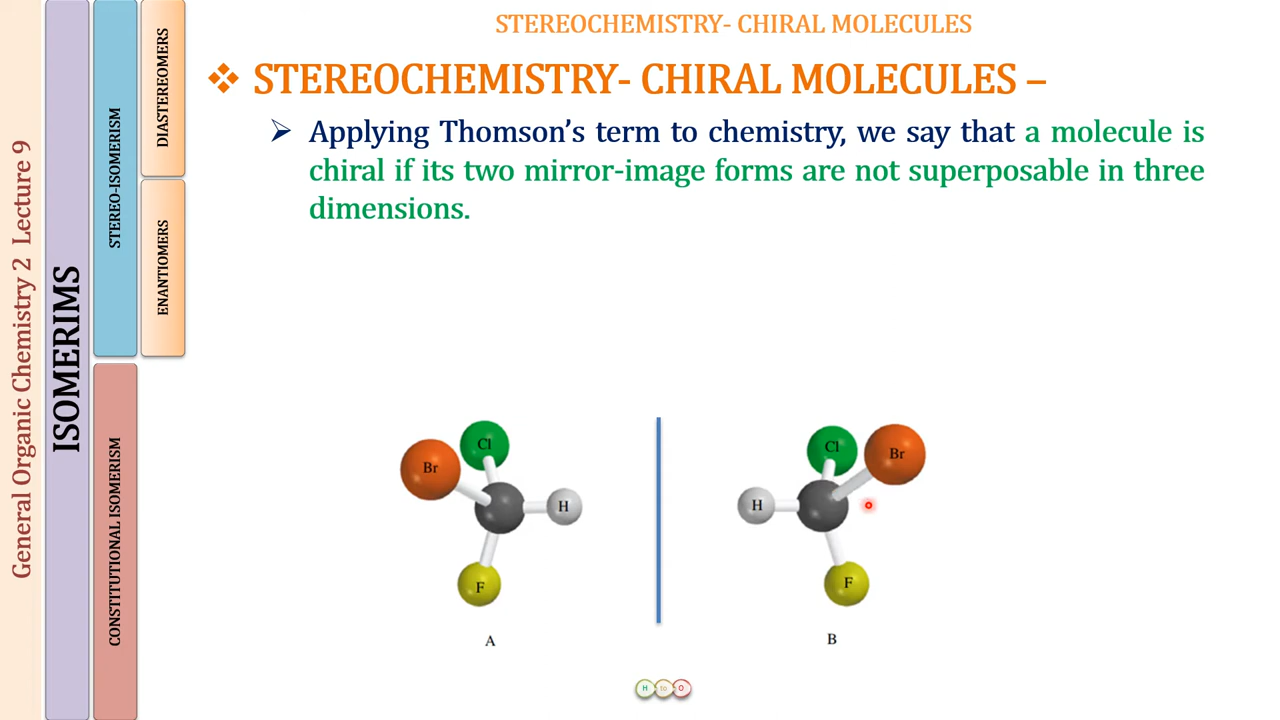 STEREOCHEMISTRY- CHIRAL MOLECULES
❖ STEREOCHEMISTRY- CHIRAL MOLECULES –
➢ Applying Thomson's term to chemistry, we say that a molecule is
chiral if its two mirror-image forms are not superposable in three
dimensions.
General Organic Chemistry 2 Lecture 9
ISOMERIMS
STEREO-ISOMERISM
CONSTITUTIONAL ISOMERISM
DIASTEREOMERS
ENANTIOMERS
Cl
Br
H
F
A
Cl
Br
H
F
B
H to O